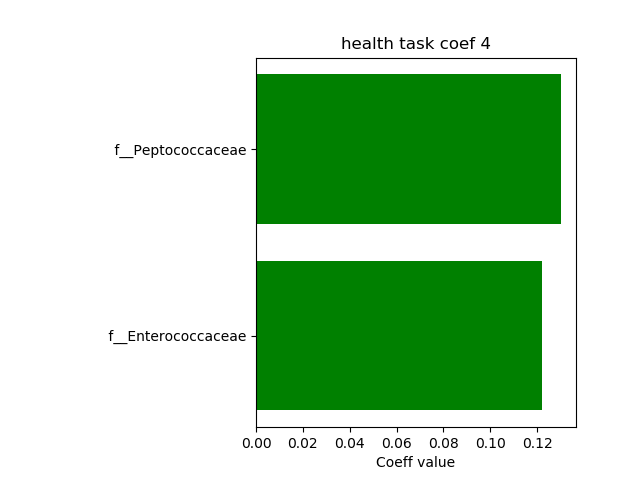 health task coef 4
f__Peptococcaceae
f__Enterococcaceae
0.00 0.02 0.04 0.06 0.08 0.10 0.12
Coeff value